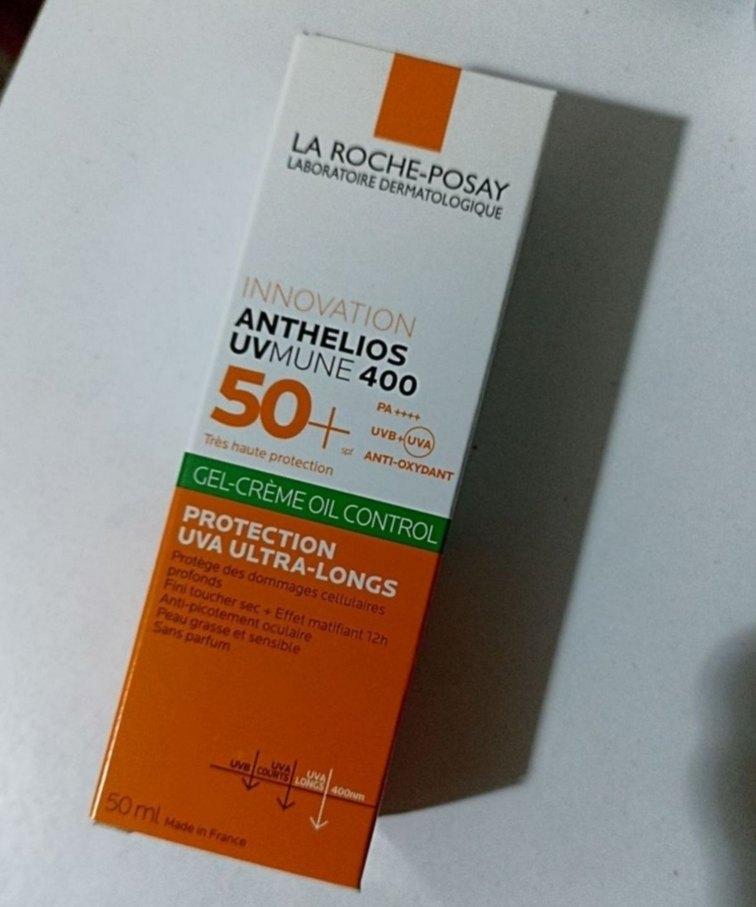 LA ROCHE-POSAY
LABORATOIRE DERMATOLOGIQUE
INNOVATION
ANTHELIOS
UVMUNE 400
50+
spf
Très haute protection
PA ++++
UVB+UVA
ANTI-OXYDANT
GEL-CRÈME OIL CONTROL
PROTECTION
UVA ULTRA-LONGS
Protège des dommages cellulaires
profonds
Fini toucher sec + Effet matifiant 12h
Anti-picotement oculaire
Peau grasse et sensible
Sans parfum
UVB
UVA
COURTS
UVA
LONGS
400nm
50 ml Made in France